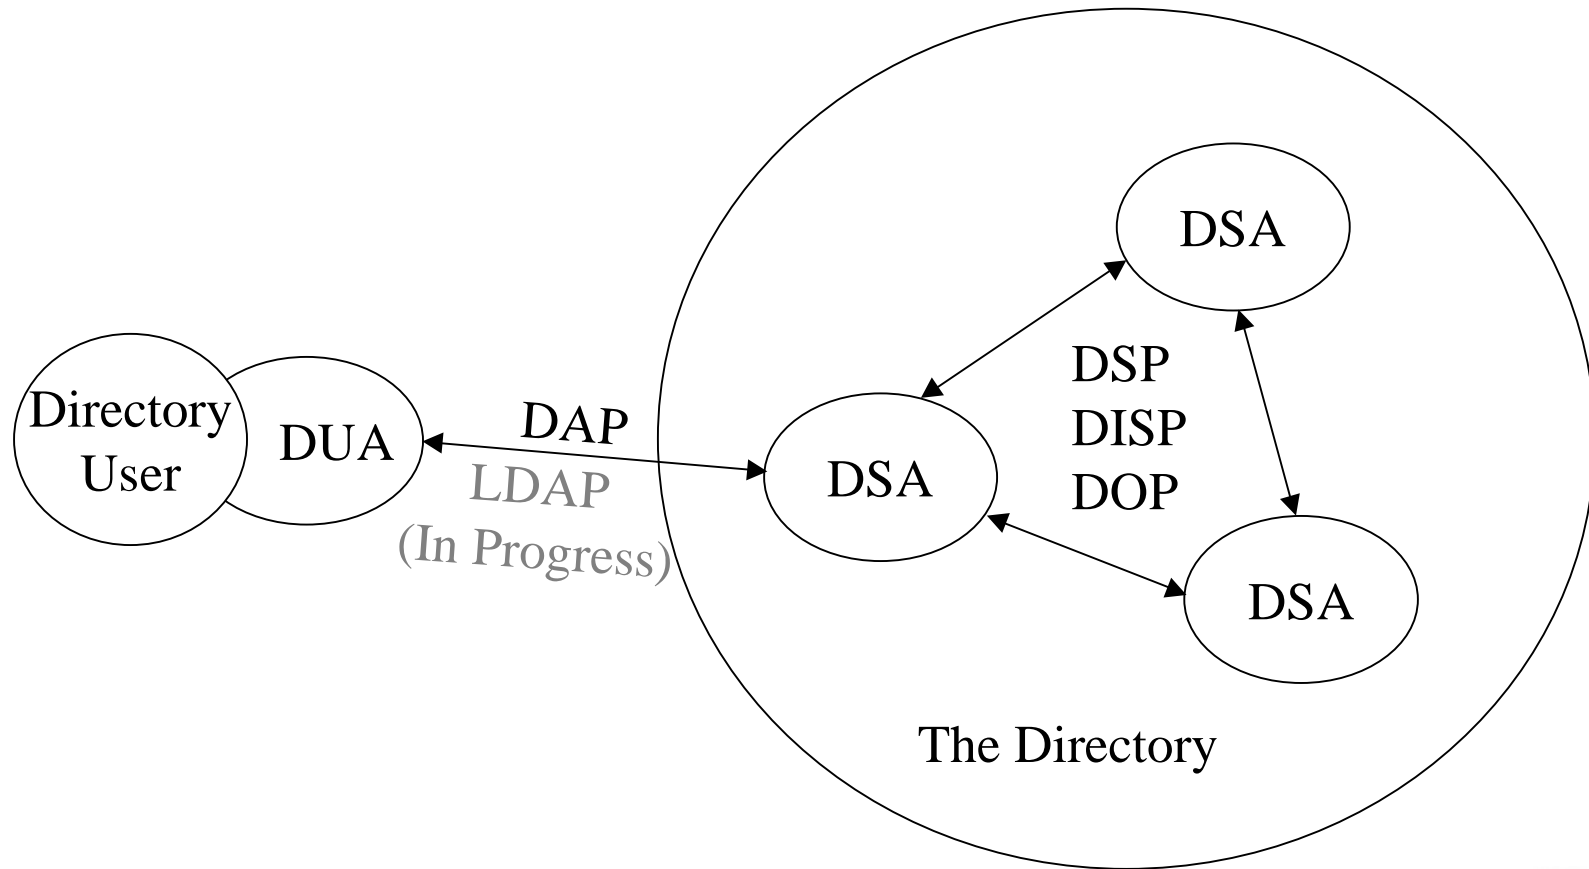 Directory
User
DUA
DAP
LDAP
(In Progress)
DSA
DSA
DSP
DISP
DOP
DSA
The Directory